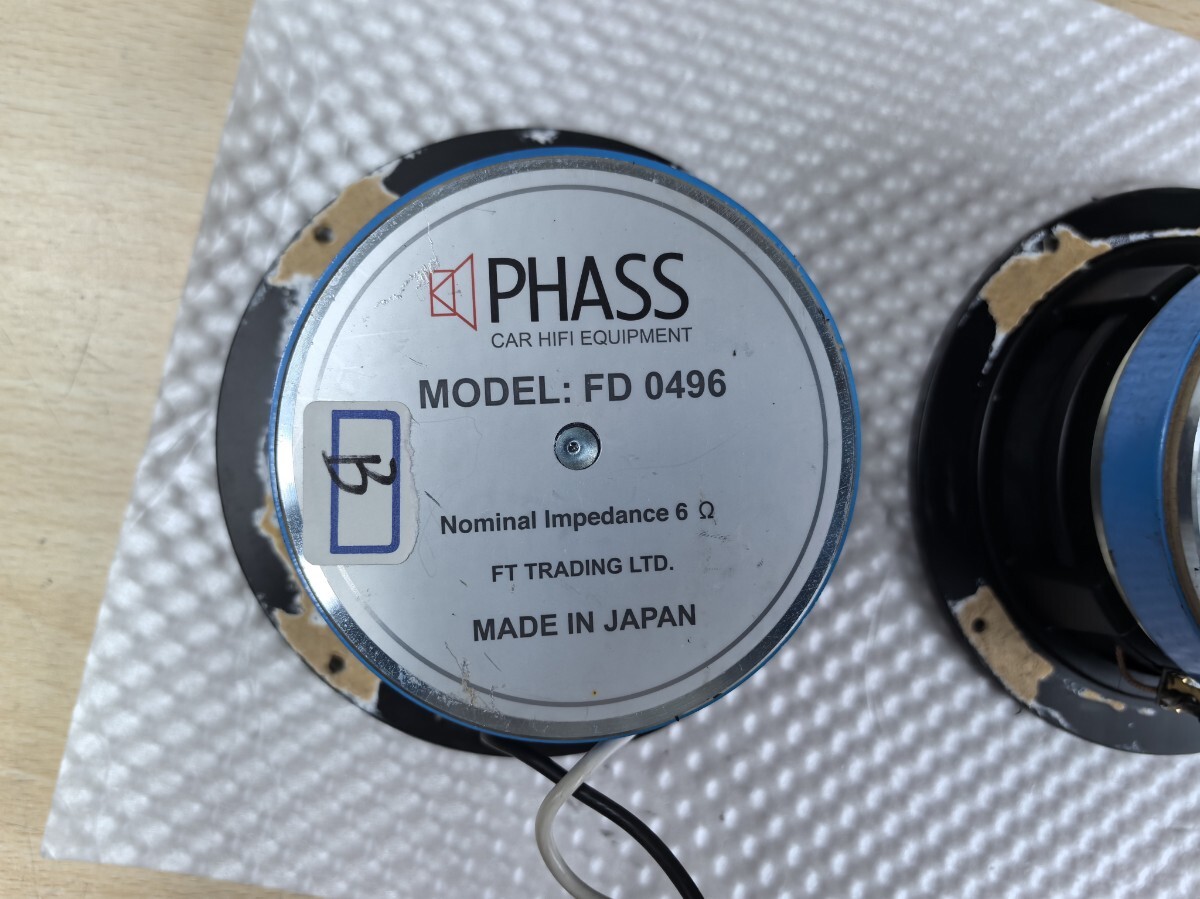 PHASS
CAR HIFI EQUIPMENT
MODEL: FD 0496
B
Nominal Impedance 6 Ω
FT TRADING LTD.
MADE IN JAPAN